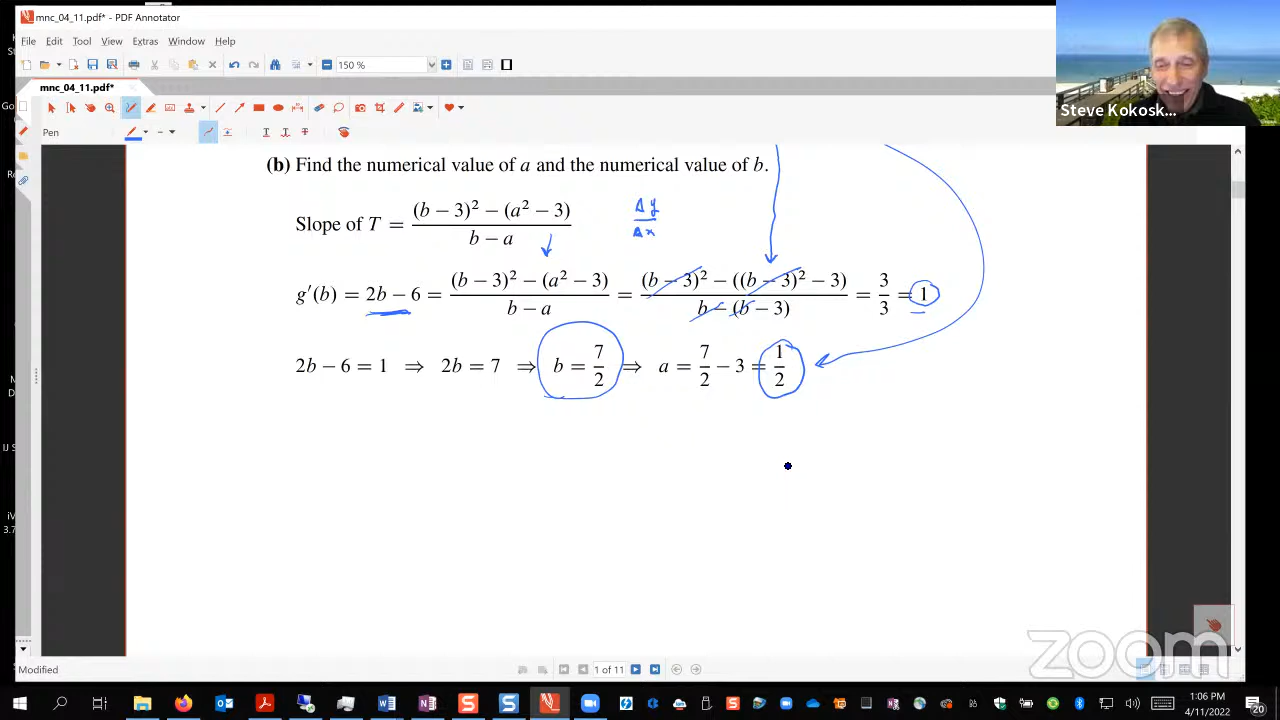 mnc_04_11.pdf* - PDF Annotator
File Edit Tool View Extras Window Help
150 %
mnc_04_11.pdf*
Pen
Steve Kokosk...
(b) Find the numerical value of a and the numerical value of b.
Slope of T = ((b − 3)² − (a² − 3))/(b − a) Δy/Δx
g′(b) = 2b − 6 = ((b − 3)² − (a² − 3))/(b − a) = ((b − 3)² − ((b − 3)² − 3))/(b − (b − 3)) = 3/3 = 1
2b − 6 = 1 ⇒ 2b = 7 ⇒ b = 7/2 ⇒ a = 7/2 − 3 = 1/2
zoom
Modified
1 of 11
1:06 PM
4/11/2022
20